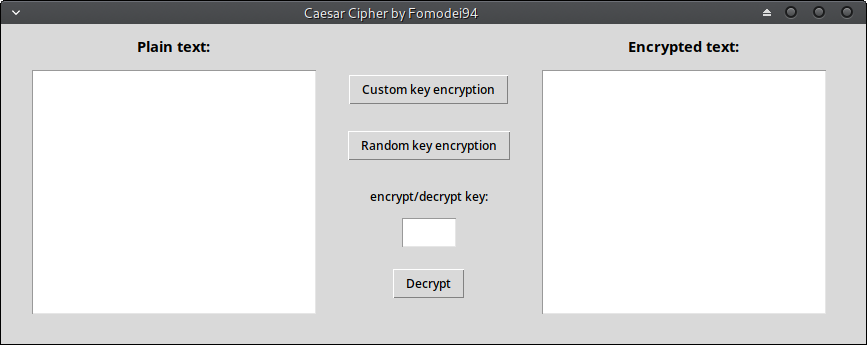 Caesar Cipher by Fomodei94
Plain text:
Encrypted text:
Custom key encryption
Random key encryption
encrypt/decrypt key:
Decrypt